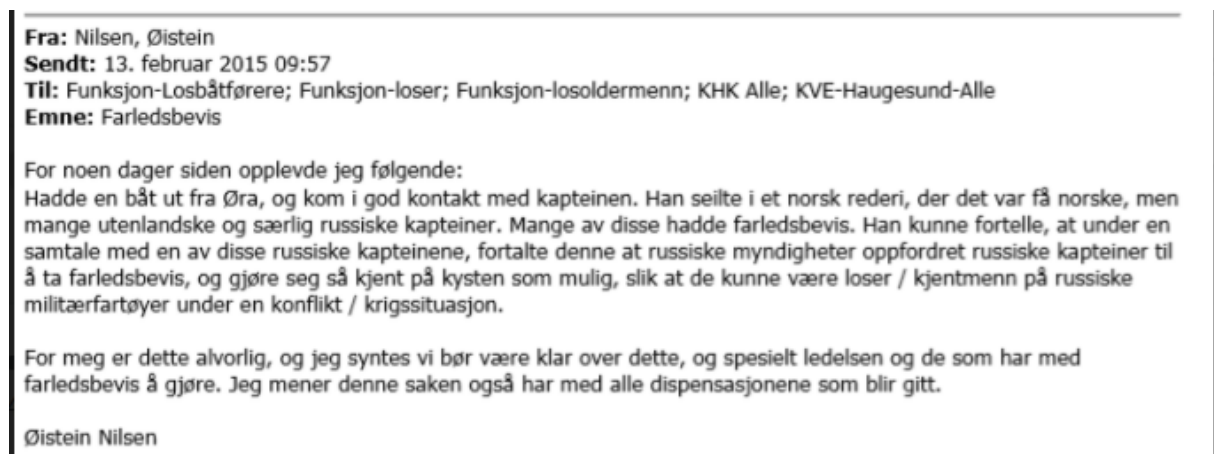 Fra: Nilsen, Øistein
Sendt: 13. februar 2015 09:57
Til: Funksjon-Losbåtførere; Funksjon-loser; Funksjon-losoldermenn; KHK Alle; KVE-Haugesund-Alle
Emne: Farledsbevis
For noen dager siden opplevde jeg følgende:
Hadde en båt ut fra Øra, og kom i god kontakt med kapteinen. Han seilte i et norsk rederi, der det var få norske, men
mange utenlandske og særlig russiske kapteiner. Mange av disse hadde farledsbevis. Han kunne fortelle, at under en
samtale med en av disse russiske kapteinene, fortalte denne at russiske myndigheter oppfordret russiske kapteiner til
å ta farledsbevis, og gjøre seg så kjent på kysten som mulig, slik at de kunne være loser / kjentmenn på russiske
militærfartøyer under en konflikt / krigssituasjon.
For meg er dette alvorlig, og jeg syntes vi bør være klar over dette, og spesielt ledelsen og de som har med
farledsbevis å gjøre. Jeg mener denne saken også har med alle dispensasjonene som blir gitt.
Øistein Nilsen